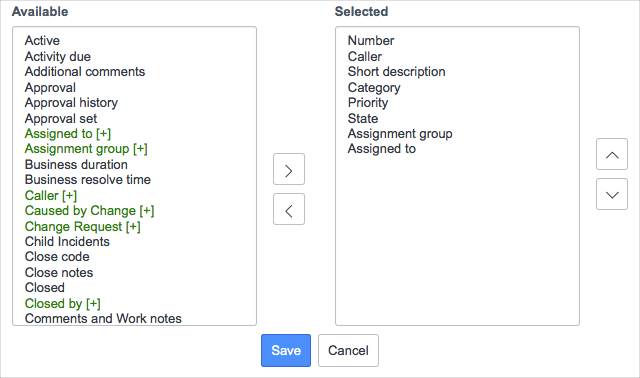 Available
Active
Activity due
Additional comments
Approval
Approval history
Approval set
Assigned to [+]
Assignment group [+]
Business duration
Business resolve time
Caller [+]
Caused by Change [+]
Change Request [+]
Child Incidents
Close code
Close notes
Closed
Closed by [+]
Comments and Work notes
Selected
Number
Caller
Short description
Category
Priority
State
Assignment group
Assigned to
Save
Cancel